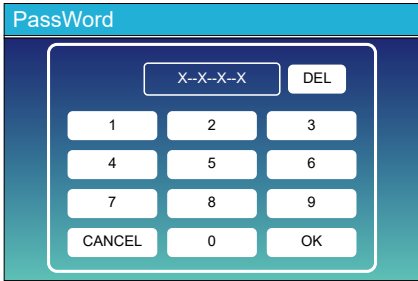 PassWord
X--X--X--X DEL
1 2 3
4 5 6
7 8 9
CANCEL 0 OK